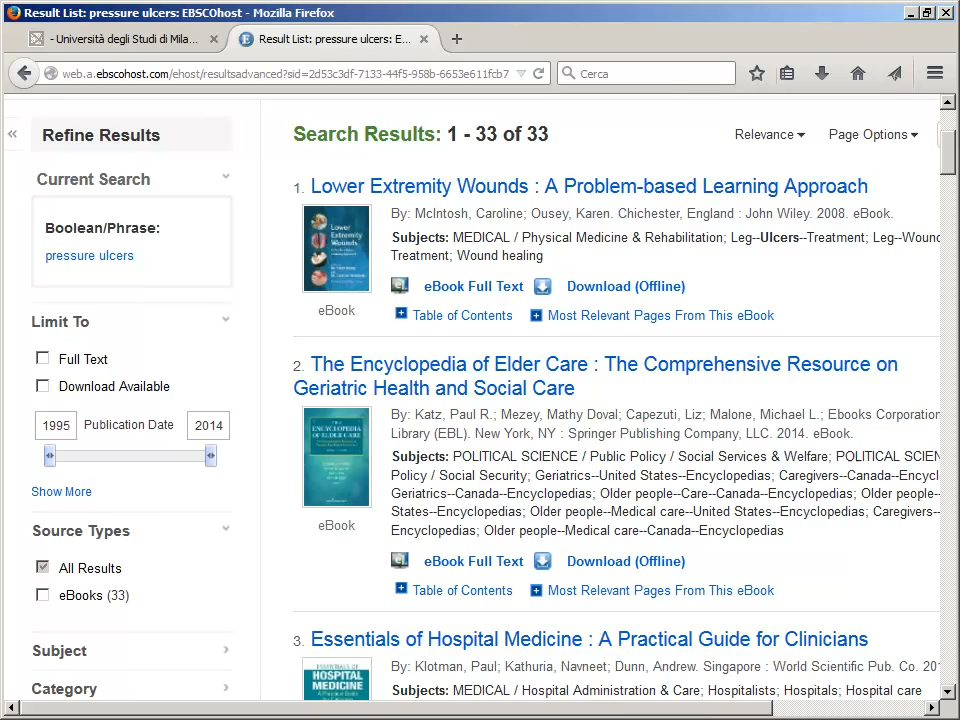 Result List: pressure ulcers: EBSCOhost - Mozilla Firefox
- Università degli Studi di Mila...
Result List: pressure ulcers: E...
web.a.ebscohost.com/ehost/resultsadvanced?sid=2d53c3df-7133-44f5-958b-6653e611fcb7
Cerca
Refine Results
Current Search
Boolean/Phrase:
pressure ulcers
Limit To
Full Text
Download Available
1995 Publication Date 2014
Show More
Source Types
All Results
eBooks (33)
Subject
Category
Search Results: 1 - 33 of 33
Relevance
Page Options
1. Lower Extremity Wounds : A Problem-based Learning Approach
Lower Extremity Wounds
By: McIntosh, Caroline; Ousey, Karen. Chichester, England : John Wiley. 2008. eBook.
Subjects: MEDICAL / Physical Medicine & Rehabilitation; Leg--Ulcers--Treatment; Leg--Wound
Treatment; Wound healing
eBook Full Text Download (Offline)
eBook
Table of Contents Most Relevant Pages From This eBook
2. The Encyclopedia of Elder Care : The Comprehensive Resource on
Geriatric Health and Social Care
THE ENCYCLOPEDIA OF ELDER CARE
By: Katz, Paul R.; Mezey, Mathy Doval; Capezuti, Liz; Malone, Michael L.; Ebooks Corporation
Library (EBL). New York, NY : Springer Publishing Company, LLC. 2014. eBook.
Subjects: POLITICAL SCIENCE / Public Policy / Social Services & Welfare; POLITICAL SCIEN
Policy / Social Security; Geriatrics--United States--Encyclopedias; Caregivers--Canada--Encycl
Geriatrics--Canada--Encyclopedias; Older people--Care--Canada--Encyclopedias; Older people--
States--Encyclopedias; Older people--Medical care--United States--Encyclopedias; Caregivers--
Encyclopedias; Older people--Medical care--Canada--Encyclopedias
eBook
eBook Full Text Download (Offline)
Table of Contents Most Relevant Pages From This eBook
3. Essentials of Hospital Medicine : A Practical Guide for Clinicians
ESSENTIALS OF
HOSPITAL
MEDICINE
By: Klotman, Paul; Kathuria, Navneet; Dunn, Andrew. Singapore : World Scientific Pub. Co. 20
Subjects: MEDICAL / Hospital Administration & Care; Hospitalists; Hospitals; Hospital care